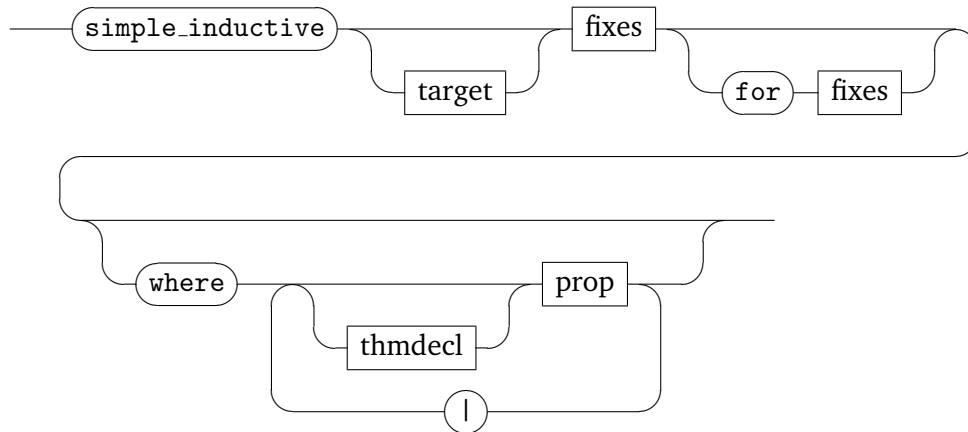 simple_inductive fixes
target for fixes
where prop
thmdecl
|